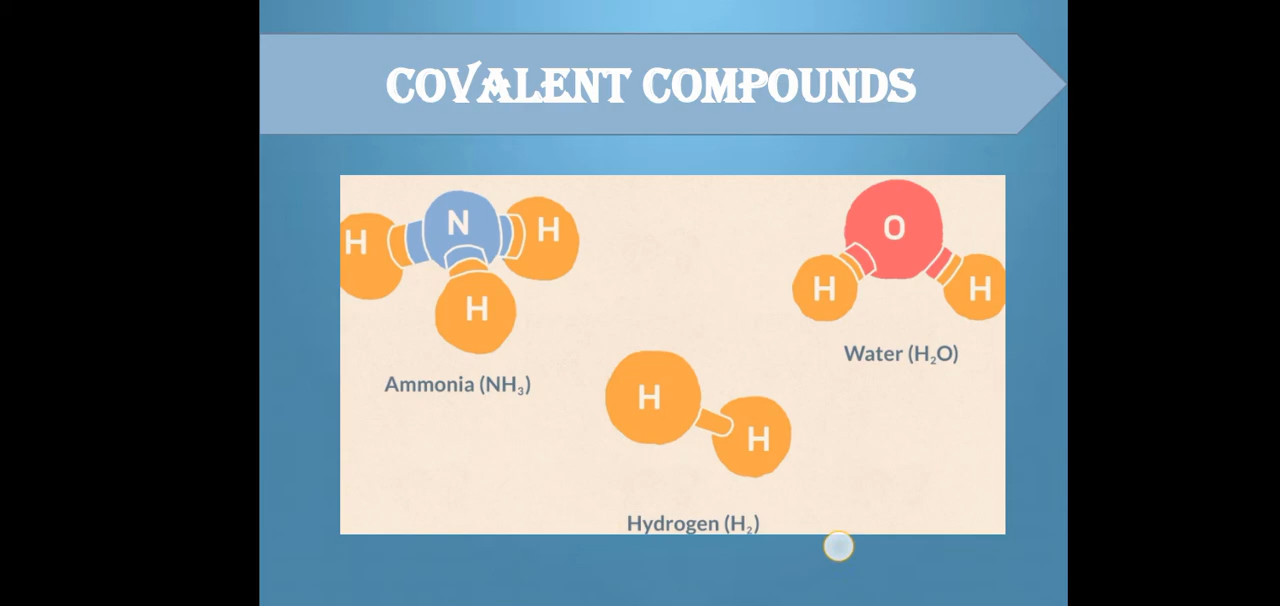 COVALENT COMPOUNDS
N
H
H
H
Ammonia (NH₃)
O
H
H
Water (H₂O)
H
H
Hydrogen (H₂)